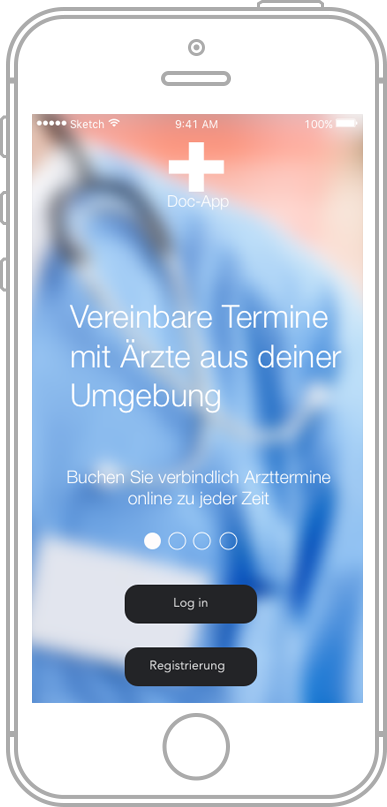 Sketch 9:41 AM 100%
Doc-App
Vereinbare Termine
mit Ärzte aus deiner
Umgebung
Buchen Sie verbindlich Arzttermine
online zu jeder Zeit
Log in
Registrierung